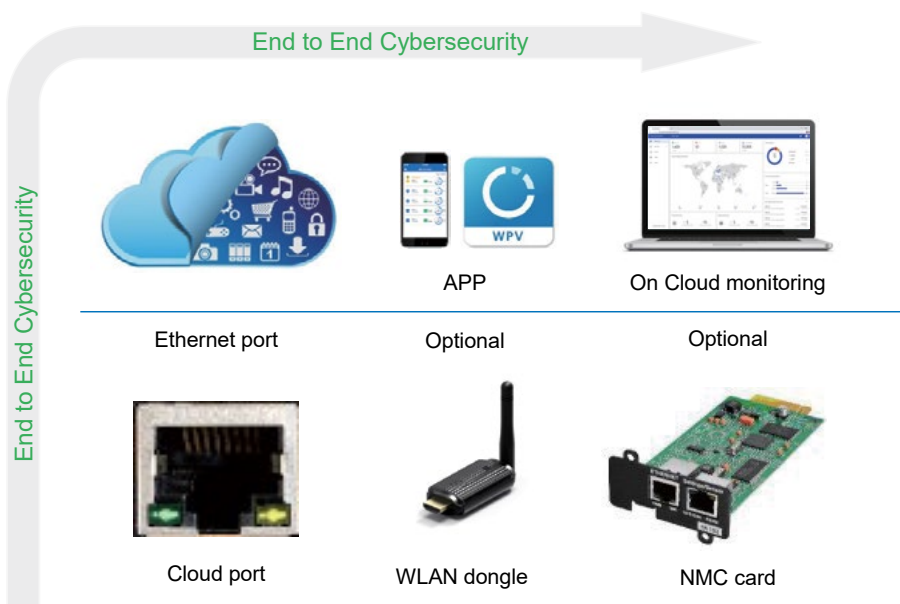 End to End Cybersecurity
End to End Cybersecurity
WPV
APP
On Cloud monitoring
Ethernet port
Optional
Optional
Cloud port
WLAN dongle
NMC card